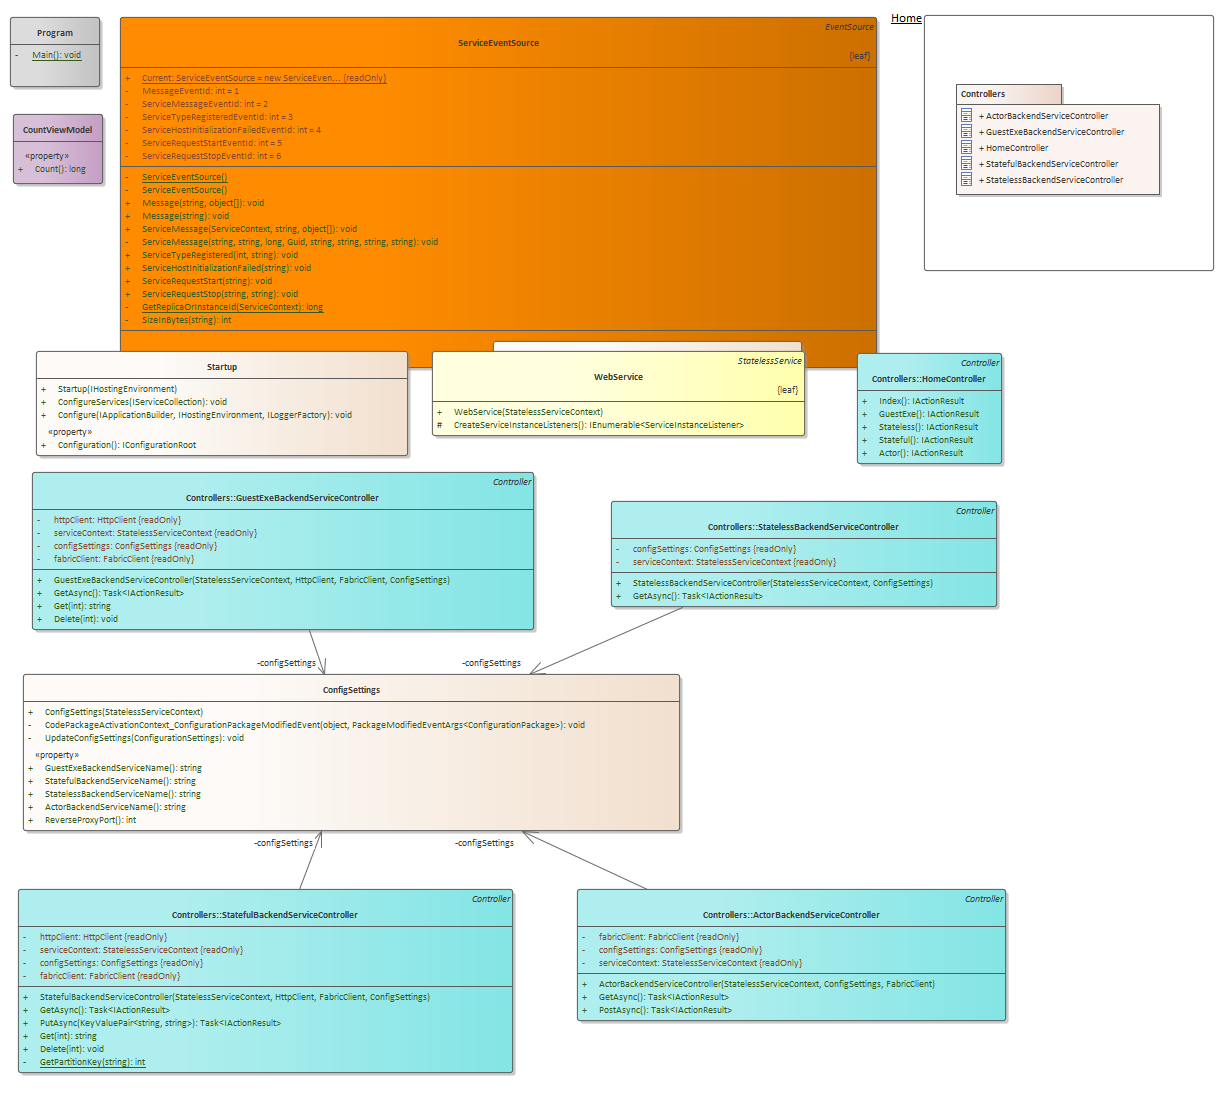 Program
- Main(): void
CountViewModel
«property»
+ Count(): long
EventSource
ServiceEventSource
{leaf}
+ Current: ServiceEventSource = new ServiceEven... {readOnly}
- MessageEventId: int = 1
- ServiceMessageEventId: int = 2
- ServiceTypeRegisteredEventId: int = 3
- ServiceHostInitializationFailedEventId: int = 4
- ServiceRequestStartEventId: int = 5
- ServiceRequestStopEventId: int = 6
- ServiceEventSource()
- ServiceEventSource()
+ Message(string, object[]): void
+ Message(string): void
+ ServiceMessage(ServiceContext, string, object[]): void
- ServiceMessage(string, string, long, Guid, string, string, string, string): void
+ ServiceTypeRegistered(int, string): void
+ ServiceHostInitializationFailed(string): void
+ ServiceRequestStart(string): void
+ ServiceRequestStop(string, string): void
- GetReplicaOrInstanceId(ServiceContext): long
- SizeInBytes(string): int
Home
Controllers
+ ActorBackendServiceController
+ GuestExeBackendServiceController
+ HomeController
+ StatefulBackendServiceController
+ StatelessBackendServiceController
Startup
+ Startup(IHostingEnvironment)
+ ConfigureServices(IServiceCollection): void
+ Configure(IApplicationBuilder, IHostingEnvironment, ILoggerFactory): void
«property»
+ Configuration(): IConfigurationRoot
StatelessService
WebService
{leaf}
+ WebService(StatelessServiceContext)
# CreateServiceInstanceListeners(): IEnumerable<ServiceInstanceListener>
Controller
Controllers::HomeController
+ Index(): IActionResult
+ GuestExe(): IActionResult
+ Stateless(): IActionResult
+ Stateful(): IActionResult
+ Actor(): IActionResult
Controller
Controllers::GuestExeBackendServiceController
- httpClient: HttpClient {readOnly}
- serviceContext: StatelessServiceContext {readOnly}
- configSettings: ConfigSettings {readOnly}
- fabricClient: FabricClient {readOnly}
+ GuestExeBackendServiceController(StatelessServiceContext, HttpClient, FabricClient, ConfigSettings)
+ GetAsync(): Task<IActionResult>
+ Get(int): string
+ Delete(int): void
Controller
Controllers::StatelessBackendServiceController
- configSettings: ConfigSettings {readOnly}
- serviceContext: StatelessServiceContext {readOnly}
+ StatelessBackendServiceController(StatelessServiceContext, ConfigSettings)
+ GetAsync(): Task<IActionResult>
-configSettings
-configSettings
ConfigSettings
+ ConfigSettings(StatelessServiceContext)
- CodePackageActivationContext_ConfigurationPackageModifiedEvent(object, PackageModifiedEventArgs<ConfigurationPackage>): void
- UpdateConfigSettings(ConfigurationSettings): void
«property»
+ GuestExeBackendServiceName(): string
+ StatefulBackendServiceName(): string
+ StatelessBackendServiceName(): string
+ ActorBackendServiceName(): string
+ ReverseProxyPort(): int
-configSettings
-configSettings
Controller
Controllers::StatefulBackendServiceController
- httpClient: HttpClient {readOnly}
- serviceContext: StatelessServiceContext {readOnly}
- configSettings: ConfigSettings {readOnly}
- fabricClient: FabricClient {readOnly}
+ StatefulBackendServiceController(StatelessServiceContext, HttpClient, FabricClient, ConfigSettings)
+ GetAsync(): Task<IActionResult>
+ PutAsync(KeyValuePair<string, string>): Task<IActionResult>
+ Get(int): string
+ Delete(int): void
- GetPartitionKey(string): int
Controller
Controllers::ActorBackendServiceController
- fabricClient: FabricClient {readOnly}
- configSettings: ConfigSettings {readOnly}
- serviceContext: StatelessServiceContext {readOnly}
+ ActorBackendServiceController(StatelessServiceContext, ConfigSettings, FabricClient)
+ GetAsync(): Task<IActionResult>
+ PostAsync(): Task<IActionResult>